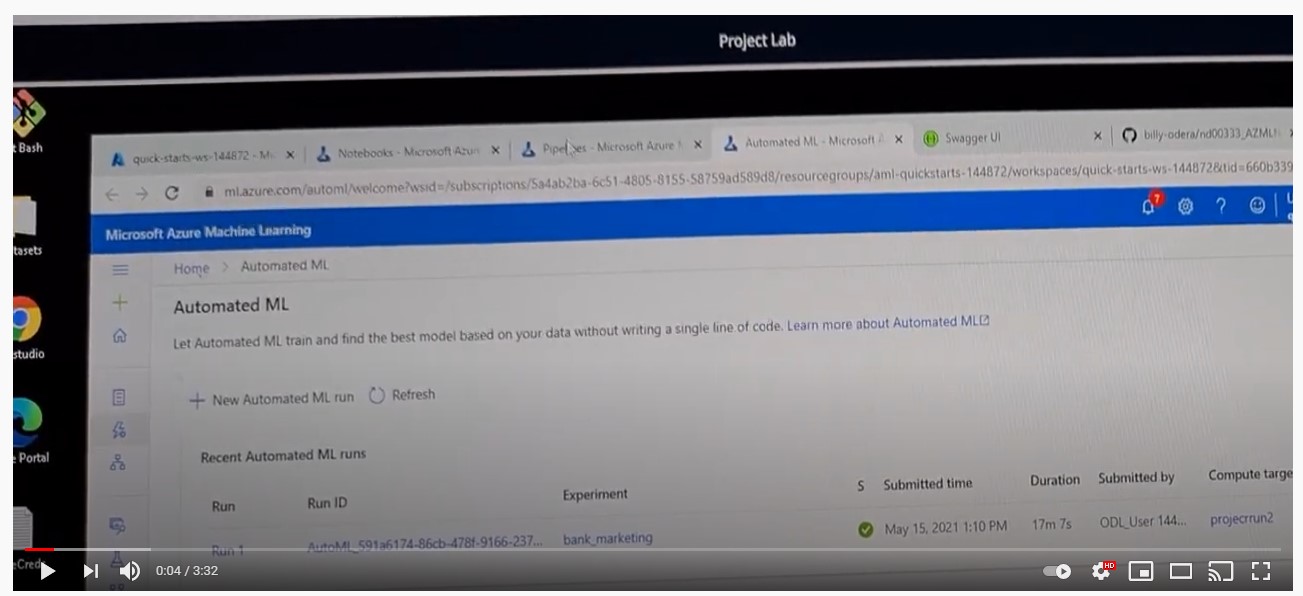 Project Lab
Bash
quick-starts-ws-144872 - Mi
Notebooks - Microsoft Azur
Pipelines - Microsoft Azure
Automated ML - Microsoft A
Swagger UI
billy-odera/nd00333_AZML
ml.azure.com/automl/welcome?wsid=/subscriptions/5a4ab2ba-6c51-4805-8155-58759ad589d8/resourcegroups/aml-quickstarts-144872/workspaces/quick-starts-ws-144872&tid=660b339
7
Microsoft Azure Machine Learning
tasets
Home > Automated ML
Automated ML
Let Automated ML train and find the best model based on your data without writing a single line of code. Learn more about Automated ML
studio
New Automated ML run
Refresh
Portal
Recent Automated ML runs
Run Run ID Experiment S Submitted time Duration Submitted by Compute targe
Run 1 AutoML_591a6174-86cb-478f-9166-237... bank_marketing May 15, 2021 1:10 PM 17m 7s ODL_User 144... projecrrun2
Cred
0:04 / 3:32
HD